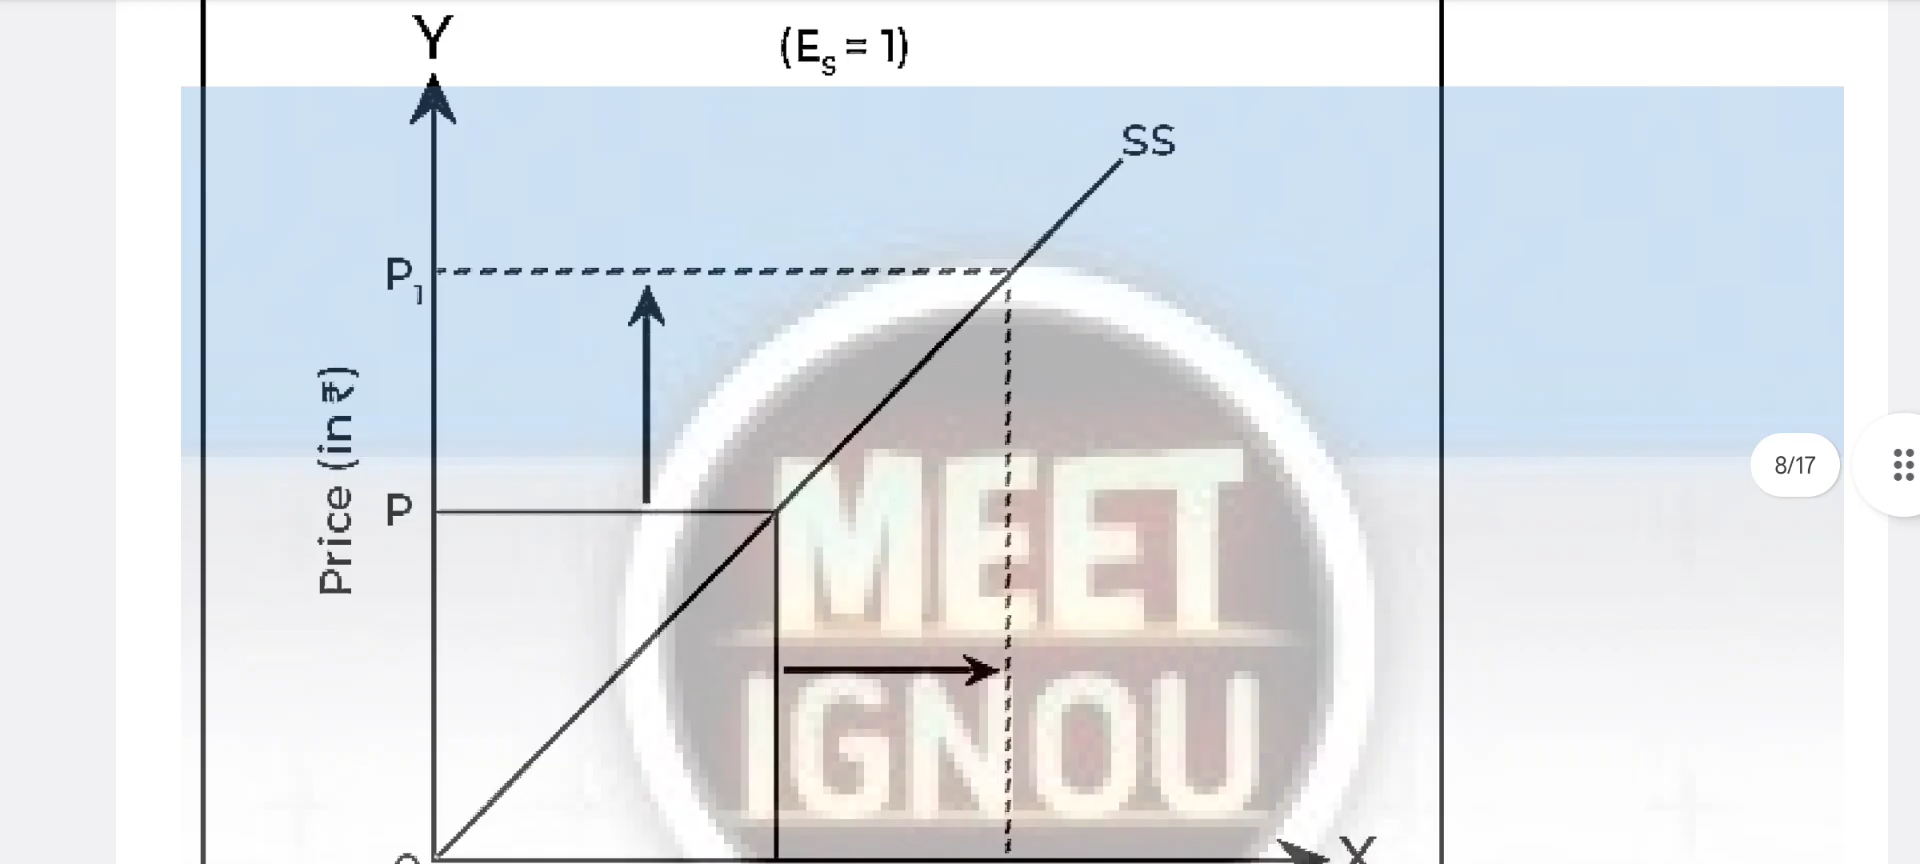 Y
(Es = 1)
SS
P1
Price (in ₹)
P
MEET
IGNOU
8/17
X